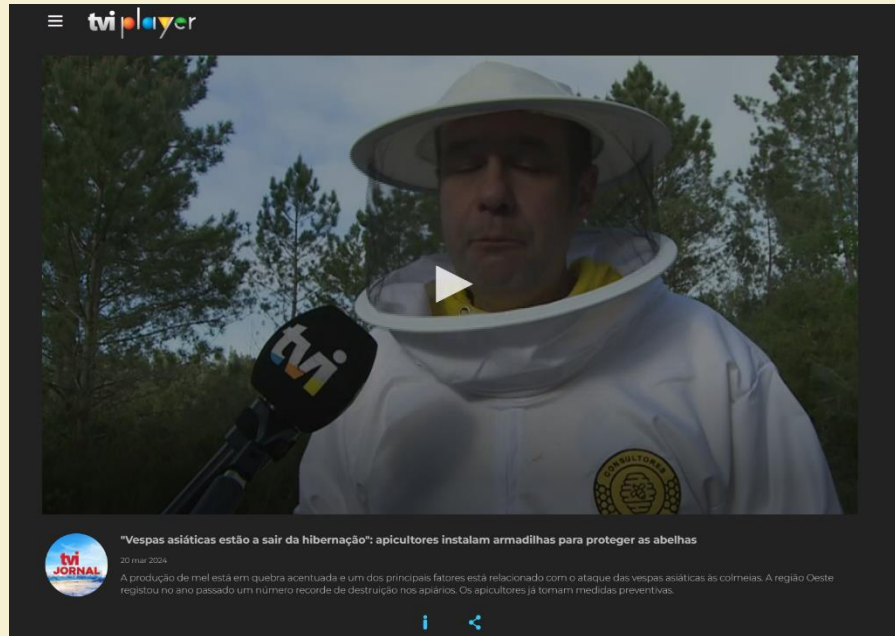 tvi player
tvi
CONSULTORES
tvi
JORNAL
"Vespas asiáticas estão a sair da hibernação": apicultores instalam armadilhas para proteger as abelhas
20 mar 2024
A produção de mel está em quebra acentuada e um dos principais fatores está relacionado com o ataque das vespas asiáticas às colmeias. A região Oeste
registou no ano passado um número recorde de destruição nos apiários. Os apicultores já tomam medidas preventivas.